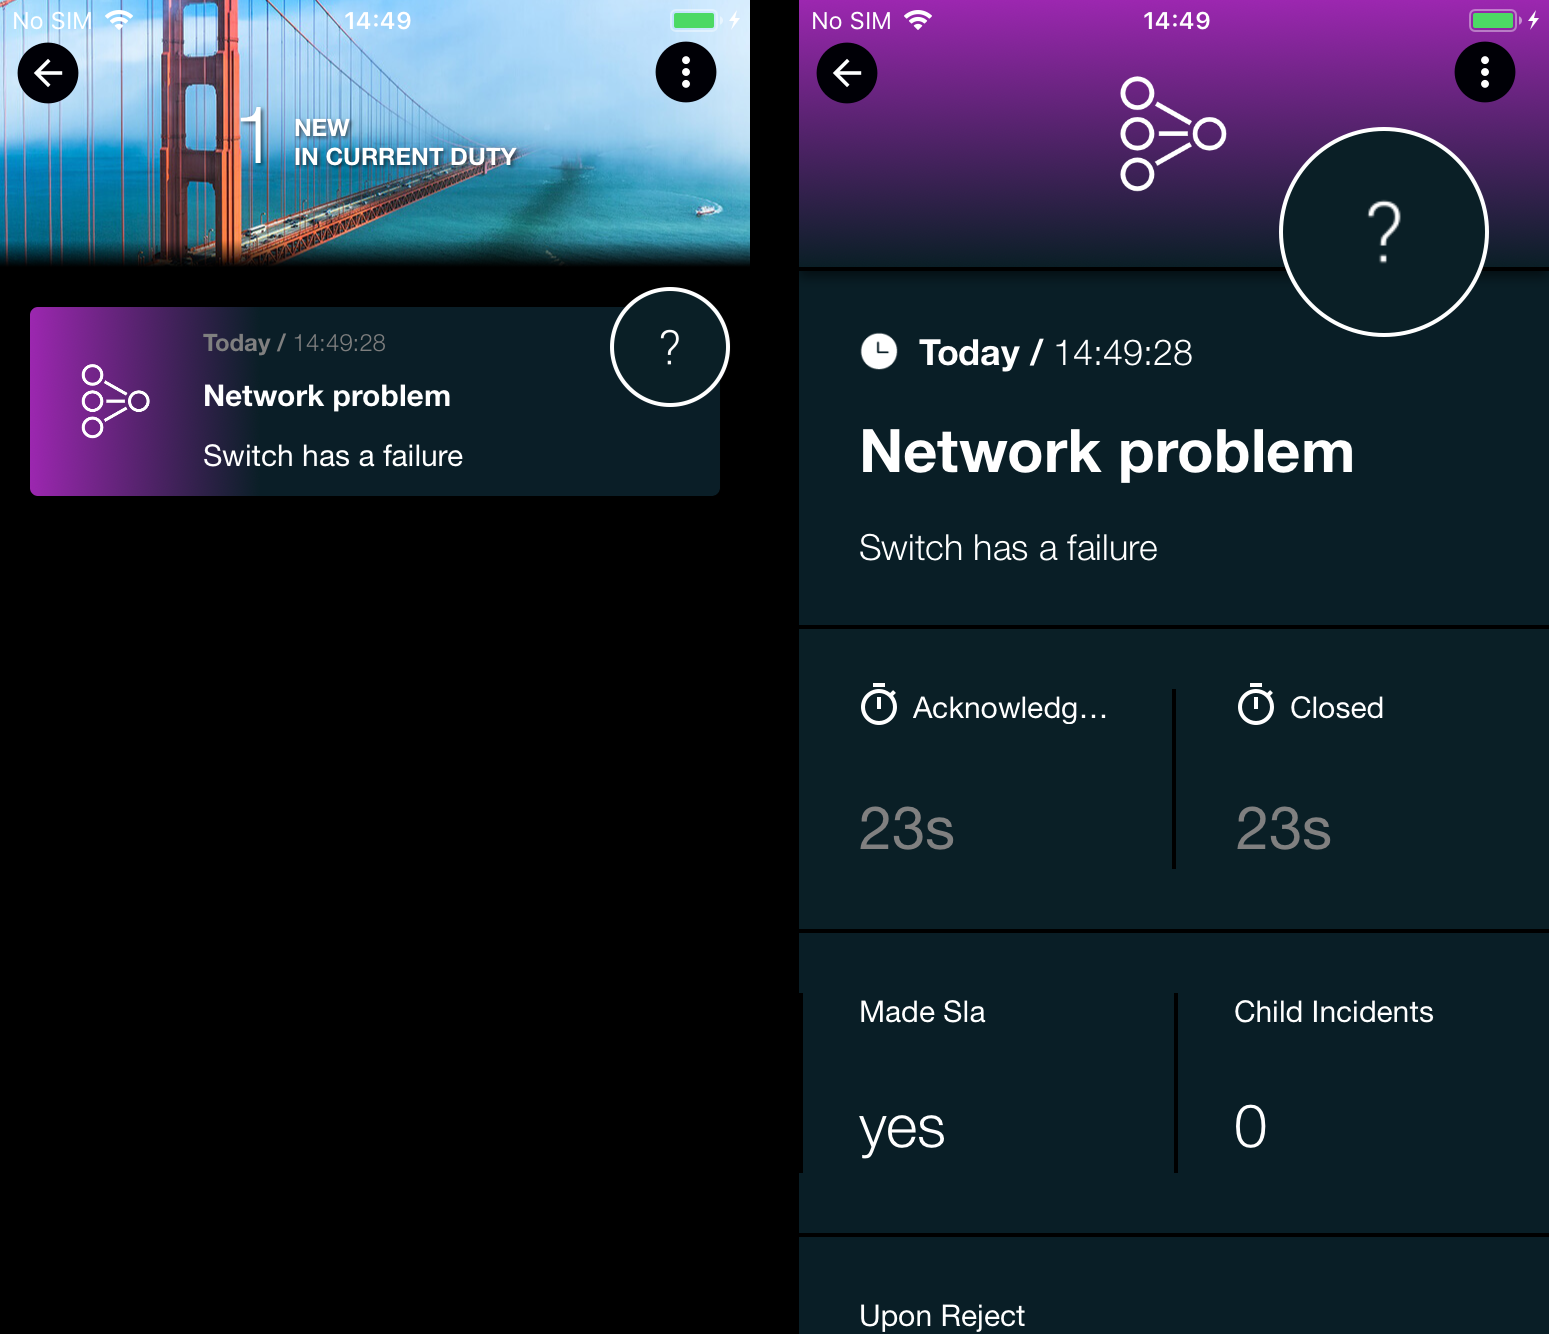 No SIM 14:49
1 NEW
IN CURRENT DUTY
Today / 14:49:28
?
Network problem
Switch has a failure
No SIM 14:49
?
Today / 14:49:28
Network problem
Switch has a failure
Acknowledg... Closed
23s 23s
Made Sla Child Incidents
yes 0
Upon Reject